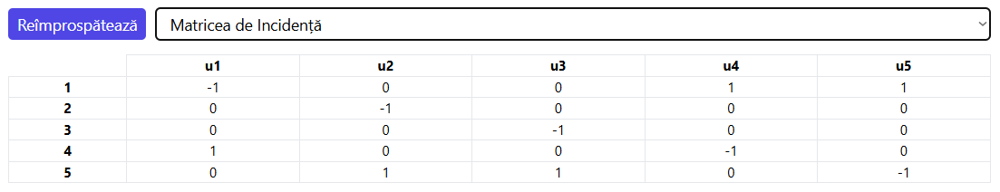 Reîmprospătează Matricea de Incidență
u1 u2 u3 u4 u5
1 -1 0 0 1 1
2 0 -1 0 0 0
3 0 0 -1 0 0
4 1 0 0 -1 0
5 0 1 1 0 -1